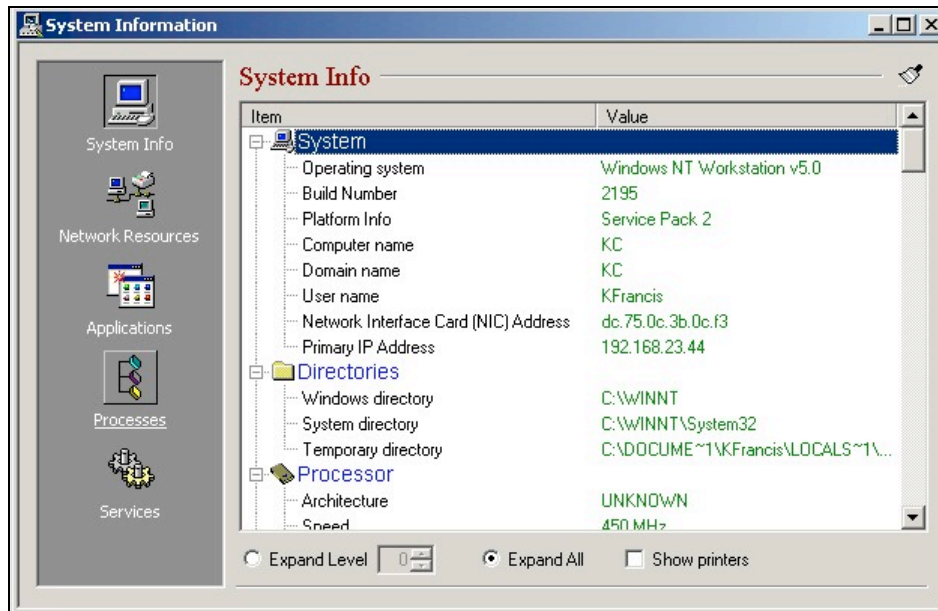 System Information
System Info
Network Resources
Applications
Processes
Services
System Info
Item Value
System
Operating system Windows NT Workstation v5.0
Build Number 2195
Platform Info Service Pack 2
Computer name KC
Domain name KC
User name KFrancis
Network Interface Card (NIC) Address dc.75.0c.3b.0c.f3
Primary IP Address 192.168.23.44
Directories
Windows directory C:\WINNT
System directory C:\WINNT\System32
Temporary directory C:\DOCUME~1\KFrancis\LOCALS~1\...
Processor
Architecture UNKNOWN
Speed 450 MHz
Expand Level 0 Expand All Show printers